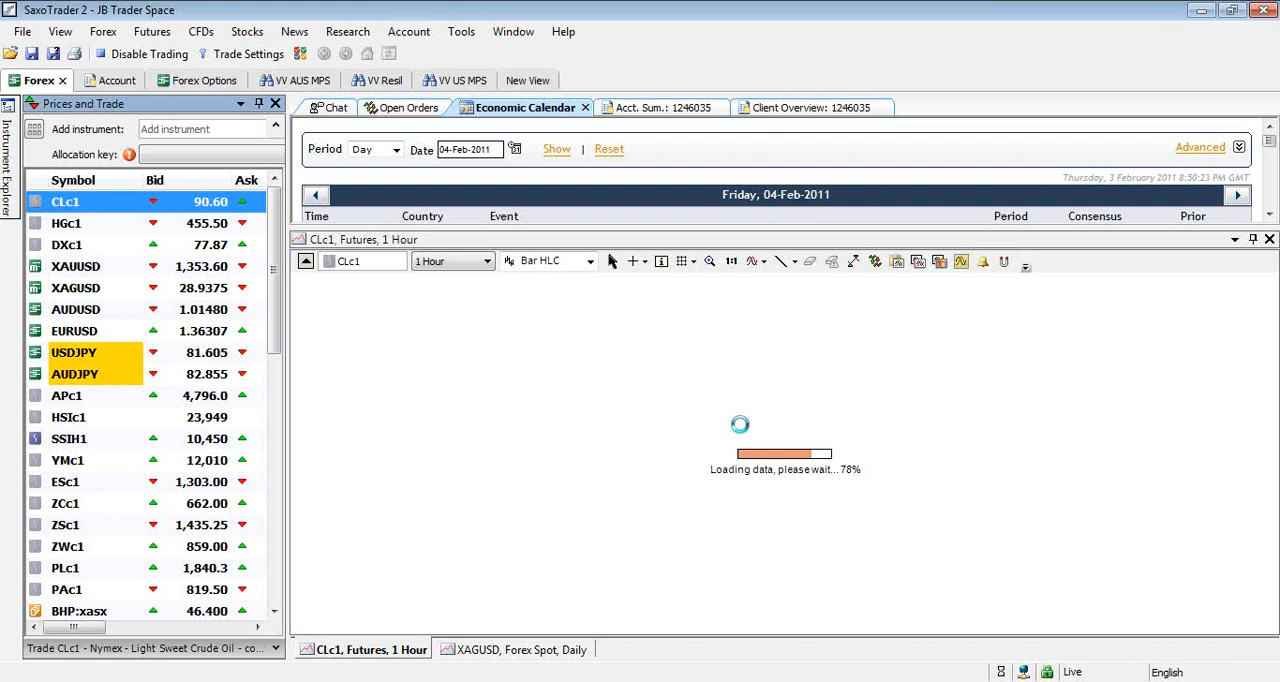 SaxoTrader 2 - JB Trader Space
File View Forex Futures CFDs Stocks News Research Account Tools Window Help
Disable Trading Trade Settings
Forex Account Forex Options VV AUS MPS VV Resil VV US MPS New View
Instrument Explorer
Prices and Trade
Add instrument: Add instrument
Allocation key:
Symbol Bid Ask
CLc1 90.60
HGc1 455.50
DXc1 77.87
XAUUSD 1,353.60
XAGUSD 28.9375
AUDUSD 1.01480
EURUSD 1.36307
USDJPY 81.605
AUDJPY 82.855
APc1 4,796.0
HSIc1 23,949
SSIH1 10,450
YMc1 12,010
ESc1 1,303.00
ZCc1 662.00
ZSc1 1,435.25
ZWc1 859.00
PLc1 1,840.3
PAc1 819.50
BHP:xasx 46.400
Trade CLc1 - Nymex - Light Sweet Crude Oil - co...
Chat Open Orders Economic Calendar Acct. Sum.: 1246035 Client Overview: 1246035
Period Day Date 04-Feb-2011 Show | Reset Advanced
Thursday, 3 February 2011 8:50:23 PM GMT
Friday, 04-Feb-2011
Time Country Event Period Consensus Prior
CLc1, Futures, 1 Hour
CLc1 1 Hour Bar HLC 1:1
Loading data, please wait... 78%
CLc1, Futures, 1 Hour XAGUSD, Forex Spot, Daily
Live English